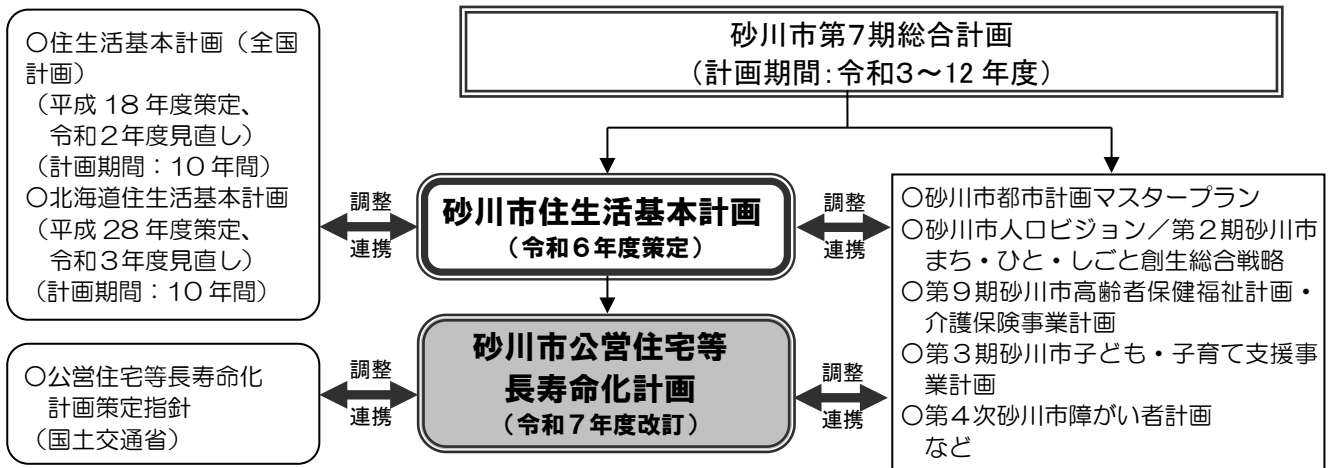 砂川市第7期総合計画
(計画期間:令和3～12年度)
○住生活基本計画（全国
計画）
（平成18年度策定、
令和2年度見直し）
（計画期間：10年間）
○北海道住生活基本計画
（平成28年度策定、
令和3年度見直し）
（計画期間：10年間）
調整
連携
砂川市住生活基本計画
（令和6年度策定）
調整
連携
○公営住宅等長寿命化
計画策定指針
（国土交通省）
調整
連携
砂川市公営住宅等
長寿命化計画
（令和7年度改訂）
調整
連携
○砂川市都市計画マスタープラン
○砂川市人口ビジョン／第2期砂川市
まち・ひと・しごと創生総合戦略
○第9期砂川市高齢者保健福祉計画・
介護保険事業計画
○第3期砂川市子ども・子育て支援事
業計画
○第4次砂川市障がい者計画
など